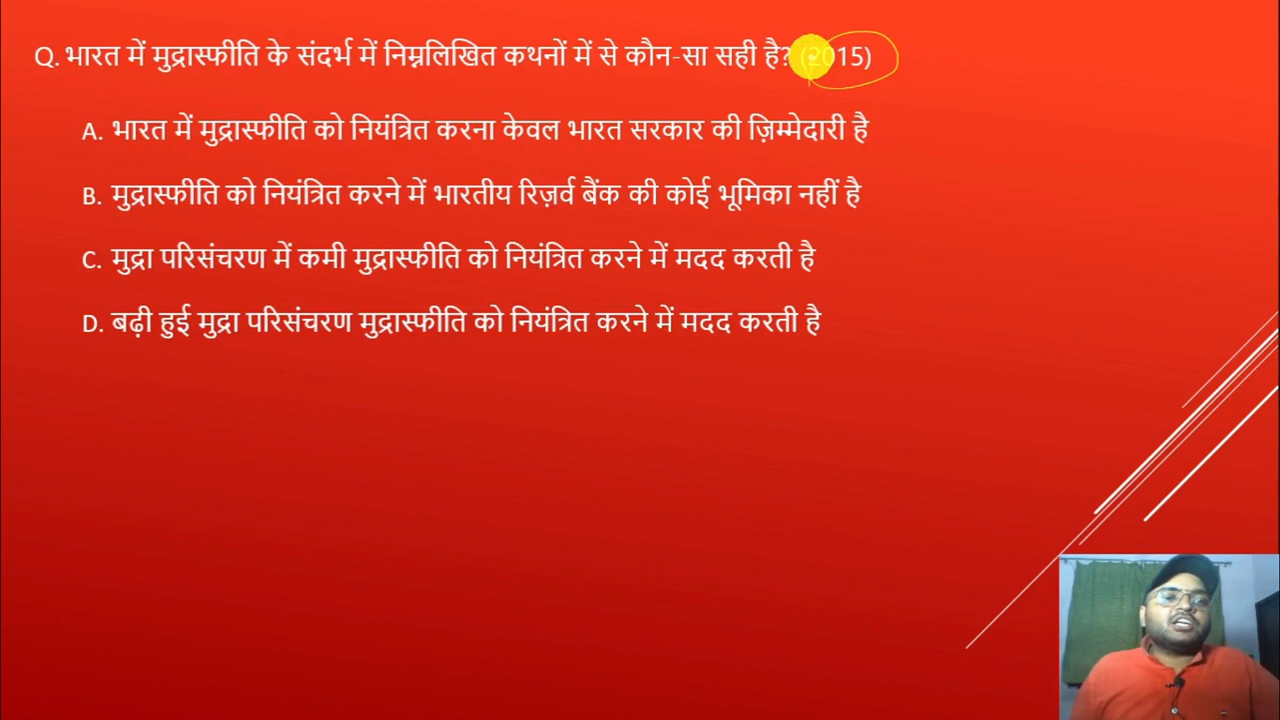 Q. भारत में मुद्रास्फीति के संदर्भ में निम्नलिखित कथनों में से कौन-सा सही है? (2015)
A. भारत में मुद्रास्फीति को नियंत्रित करना केवल भारत सरकार की ज़िम्मेदारी है
B. मुद्रास्फीति को नियंत्रित करने में भारतीय रिज़र्व बैंक की कोई भूमिका नहीं है
C. मुद्रा परिसंचरण में कमी मुद्रास्फीति को नियंत्रित करने में मदद करती है
D. बढ़ी हुई मुद्रा परिसंचरण मुद्रास्फीति को नियंत्रित करने में मदद करती है